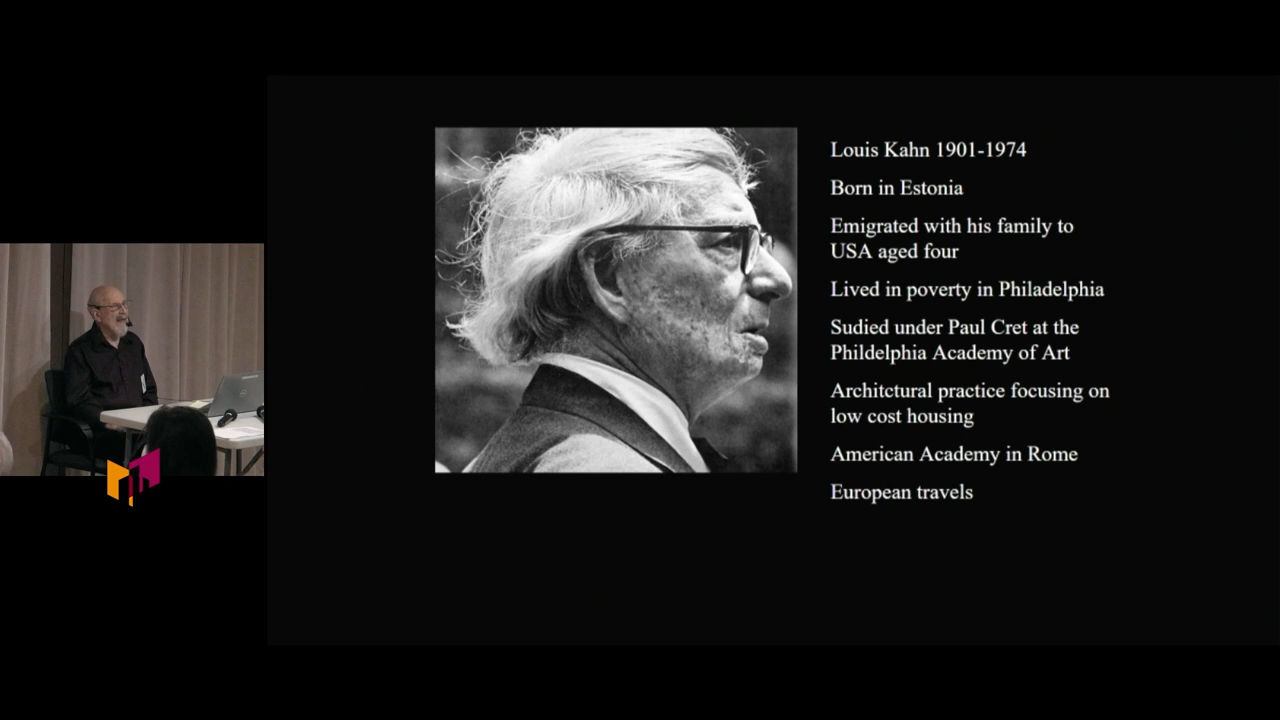 Louis Kahn 1901-1974
Born in Estonia
Emigrated with his family to
USA aged four
Lived in poverty in Philadelphia
Sudied under Paul Cret at the
Phildelphia Academy of Art
Architctural practice focusing on
low cost housing
American Academy in Rome
European travels